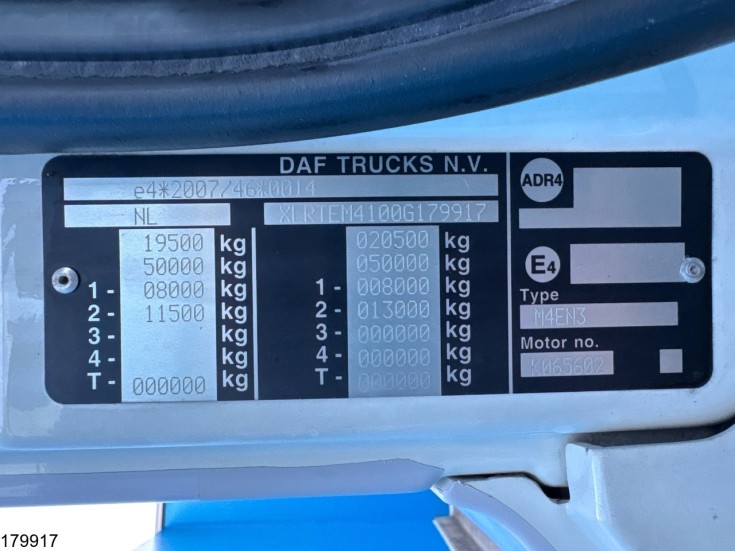 DAF TRUCKS N.V.
e4*2007/46*0014
NL XLRTEM4100G179917
19500 kg 020500 kg
50000 kg 050000 kg
1 - 08000 kg 1 - 008000 kg
2 - 11500 kg 2 - 013000 kg
3 - kg 3 - 000000 kg
4 - kg 4 - 000000 kg
T - 000000 kg T - 000000 kg
ADR4
E4
Type
M4EN3
Motor no.
065602
179917